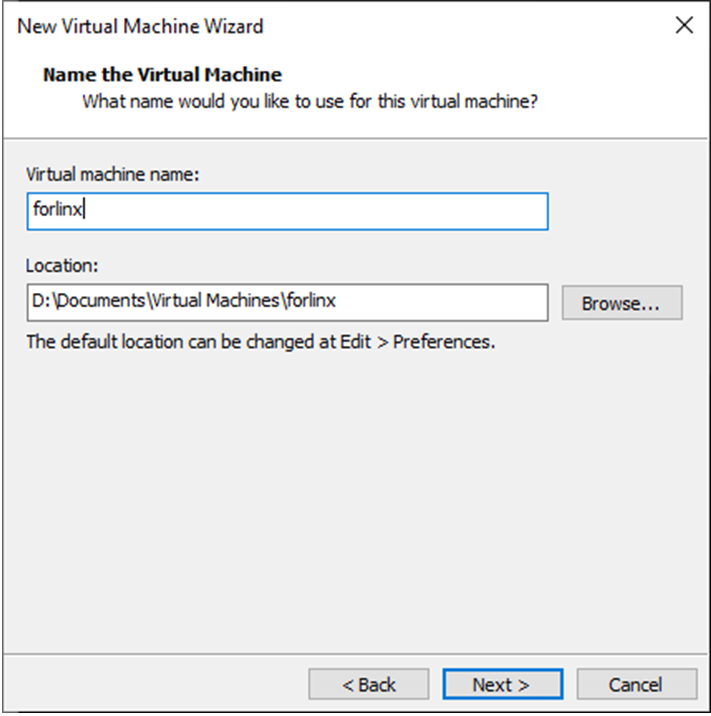 New Virtual Machine Wizard
Name the Virtual Machine
What name would you like to use for this virtual machine?
Virtual machine name:
forlinx
Location:
D:\Documents\Virtual Machines\forlinx
Browse...
The default location can be changed at Edit > Preferences.
< Back
Next >
Cancel